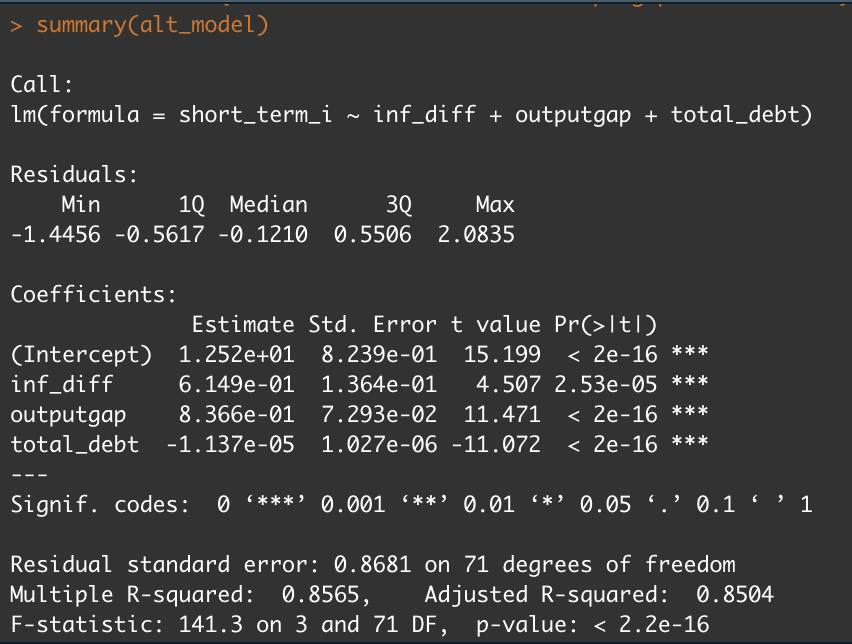 > summary(alt_model)
Call:
lm(formula = short_term_i ~ inf_diff + outputgap + total_debt)
Residuals:
    Min      1Q  Median      3Q     Max
-1.4456 -0.5617 -0.1210  0.5506  2.0835
Coefficients:
              Estimate Std. Error t value Pr(>|t|)
(Intercept)  1.252e+01  8.239e-01  15.199  < 2e-16 ***
inf_diff     6.149e-01  1.364e-01   4.507 2.53e-05 ***
outputgap    8.366e-01  7.293e-02  11.471  < 2e-16 ***
total_debt  -1.137e-05  1.027e-06 -11.072  < 2e-16 ***
---
Signif. codes:  0 ‘***’ 0.001 ‘**’ 0.01 ‘*’ 0.05 ‘.’ 0.1 ‘ ’ 1
Residual standard error: 0.8681 on 71 degrees of freedom
Multiple R-squared:  0.8565,    Adjusted R-squared:  0.8504
F-statistic: 141.3 on 3 and 71 DF,  p-value: < 2.2e-16